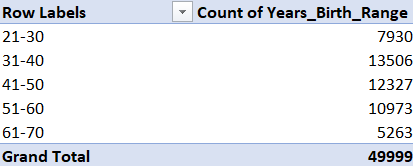 Row Labels Count of Years_Birth_Range
21-30 7930
31-40 13506
41-50 12327
51-60 10973
61-70 5263
Grand Total 49999